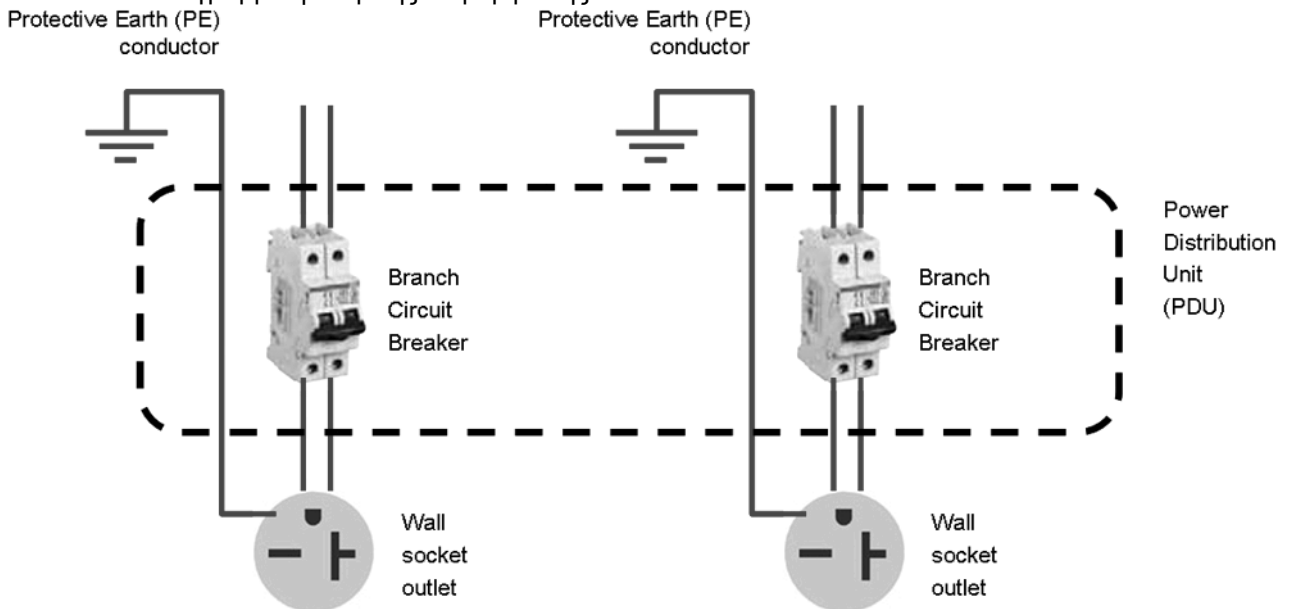 Protective Earth (PE)
conductor
Protective Earth (PE)
conductor
Power
Distribution
Unit
(PDU)
Branch
Circuit
Breaker
Branch
Circuit
Breaker
Wall
socket
outlet
Wall
socket
outlet